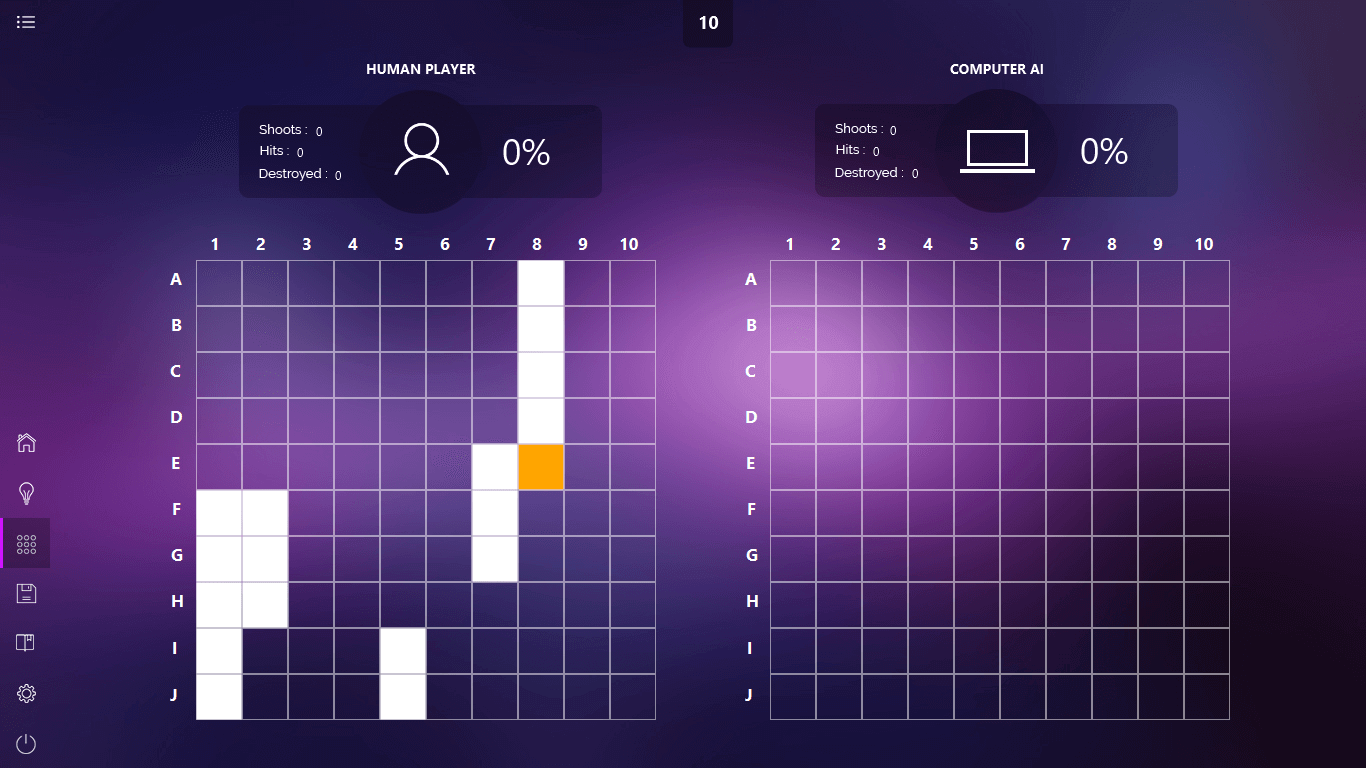 10
HUMAN PLAYER
Shoots : 0
Hits : 0
Destroyed : 0
0%
COMPUTER AI
Shoots : 0
Hits : 0
Destroyed : 0
0%
1 2 3 4 5 6 7 8 9 10
A
B
C
D
E
F
G
H
I
J
1 2 3 4 5 6 7 8 9 10
A
B
C
D
E
F
G
H
I
J